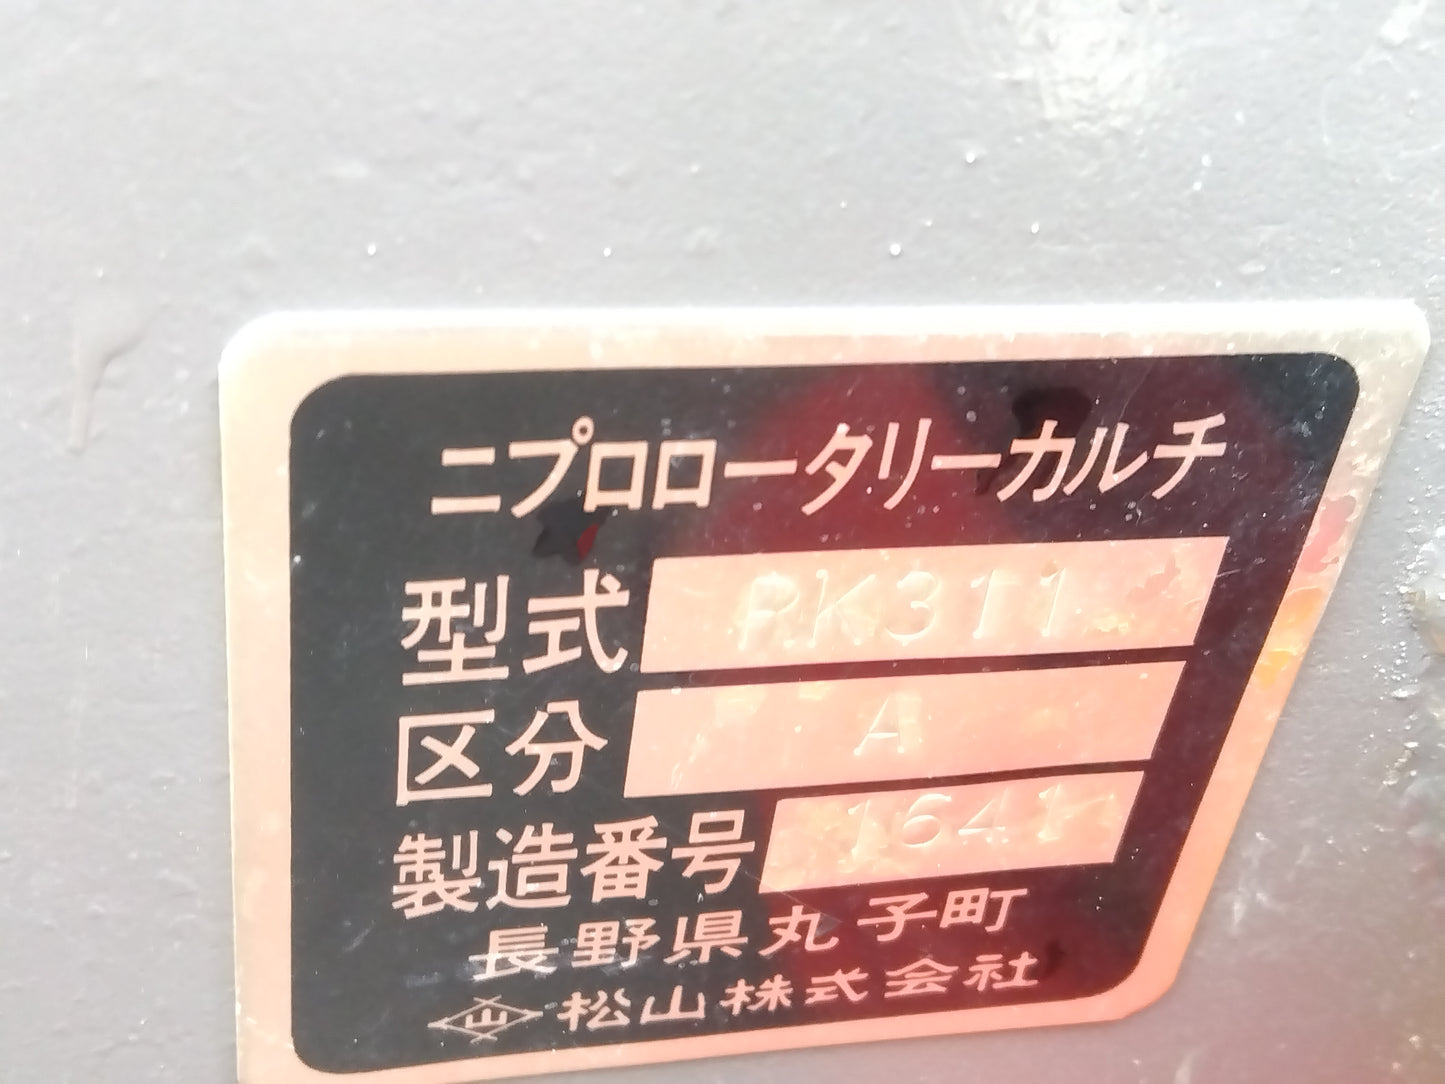 ニプロロータリーカルチ
型式 RK311
区分 A
製造番号 1641
長野県丸子町
山 松山株式会社